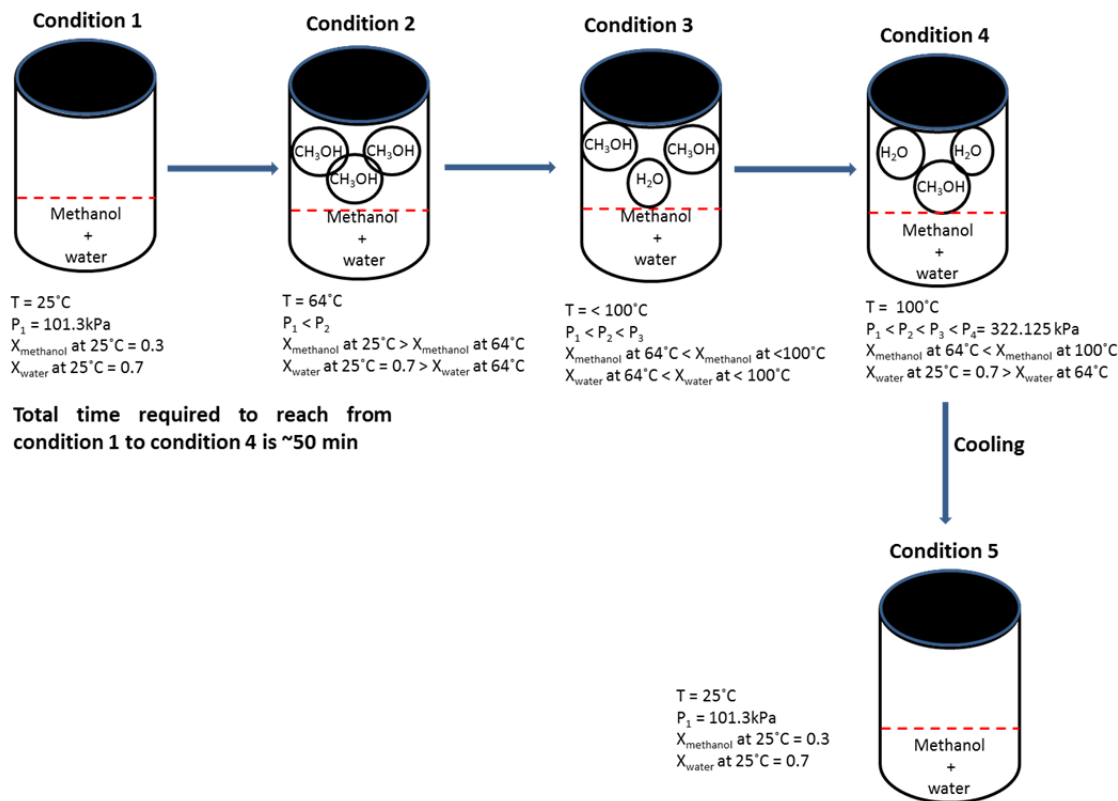 Condition 1
Condition 2
Condition 3
Condition 4
CH₃OH
CH₃OH
CH₃OH
CH₃OH
CH₃OH
H₂O
H₂O
H₂O
CH₃OH
Methanol
+
water
Methanol
+
water
Methanol
+
water
Methanol
+
water
T = 25˚C
P₁ = 101.3kPa
Xmethanol at 25˚C = 0.3
Xwater at 25˚C = 0.7
T = 64˚C
P₁ < P₂
Xmethanol at 25˚C > Xmethanol at 64˚C
Xwater at 25˚C = 0.7 > Xwater at 64˚C
T = < 100˚C
P₁ < P₂ < P₃
Xmethanol at 64˚C < Xmethanol at <100˚C
Xwater at 64˚C < Xwater at < 100˚C
T = 100˚C
P₁ < P₂ < P₃ < P₄= 322.125 kPa
Xmethanol at 64˚C < Xmethanol at 100˚C
Xwater at 25˚C = 0.7 > Xwater at 64˚C
Total time required to reach from
condition 1 to condition 4 is ~50 min
Cooling
Condition 5
T = 25˚C
P₁ = 101.3kPa
Xmethanol at 25˚C = 0.3
Xwater at 25˚C = 0.7
Methanol
+
water